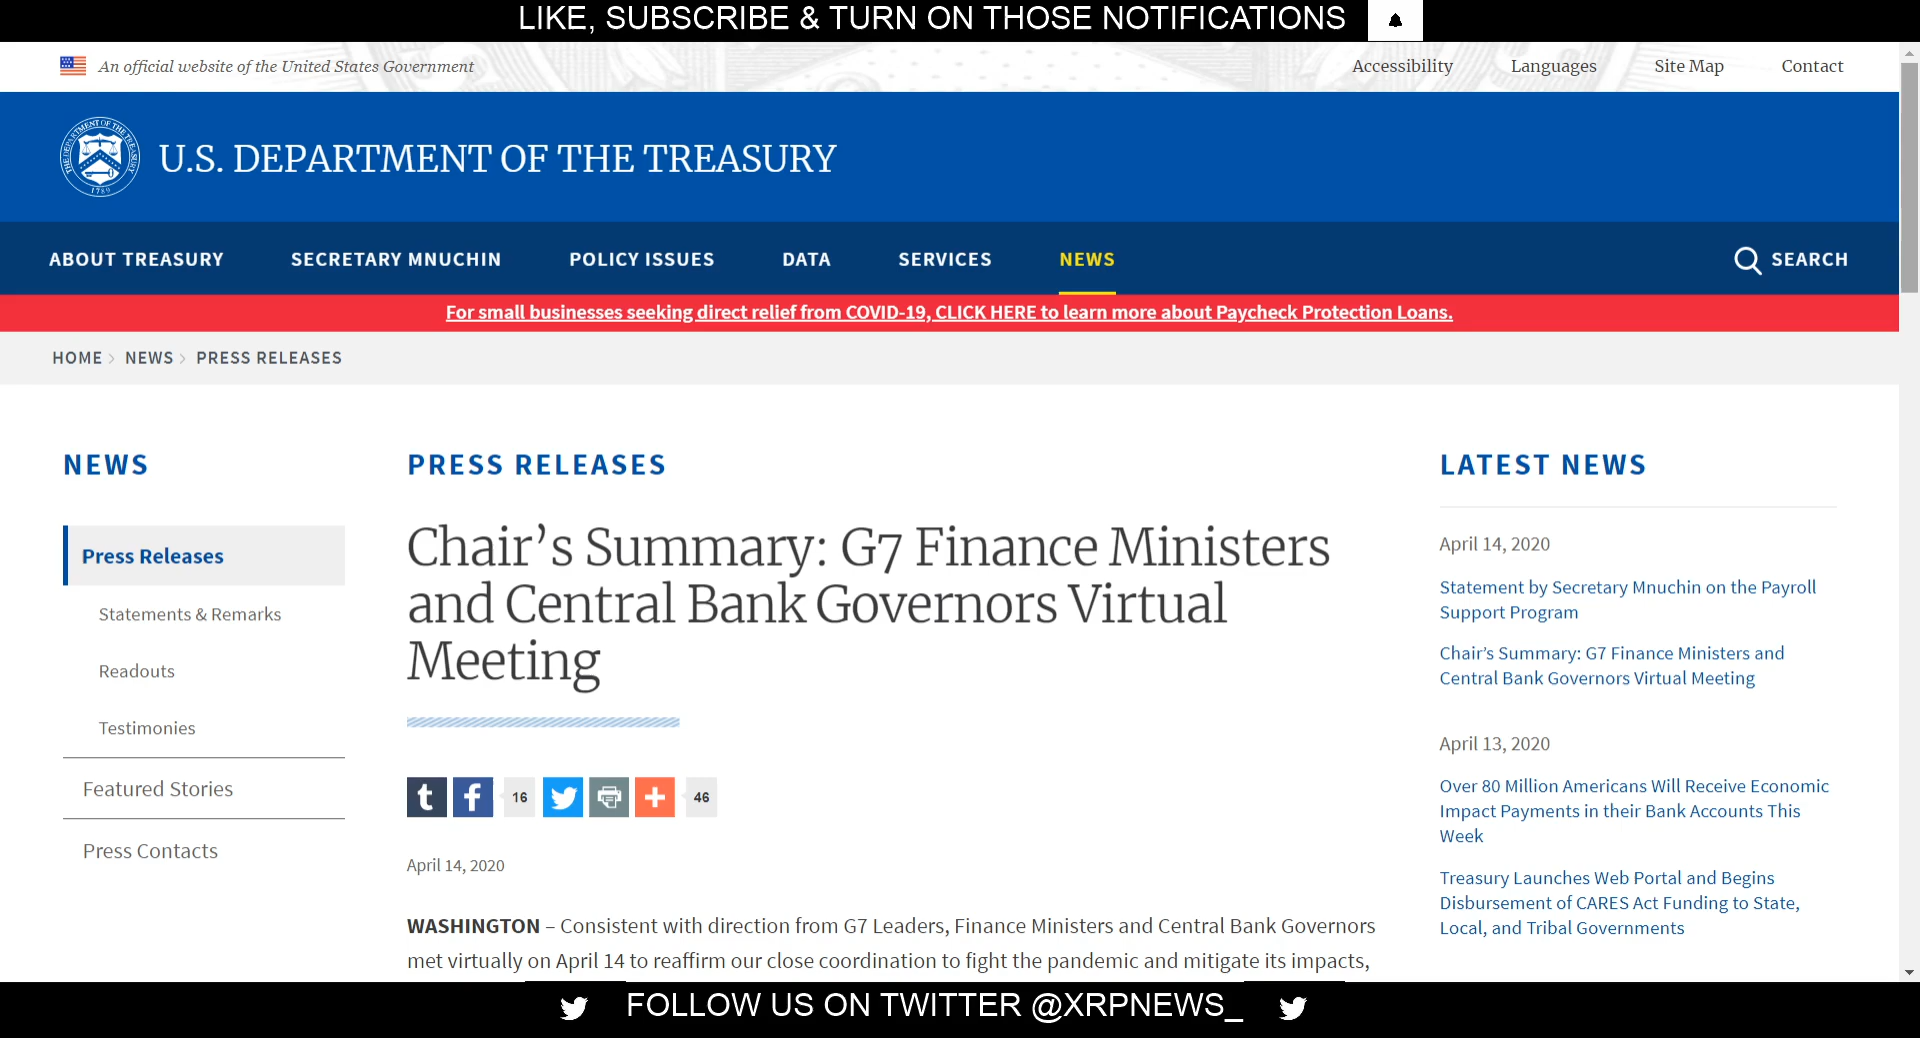 LIKE, SUBSCRIBE & TURN ON THOSE NOTIFICATIONS
An official website of the United States Government
Accessibility
Languages
Site Map
Contact
THE DEPARTMENT OF THE TREASURY
1789
U.S. DEPARTMENT OF THE TREASURY
ABOUT TREASURY
SECRETARY MNUCHIN
POLICY ISSUES
DATA
SERVICES
NEWS
SEARCH
For small businesses seeking direct relief from COVID-19, CLICK HERE to learn more about Paycheck Protection Loans.
HOME > NEWS > PRESS RELEASES
NEWS
Press Releases
Statements & Remarks
Readouts
Testimonies
Featured Stories
Press Contacts
PRESS RELEASES
Chair’s Summary: G7 Finance Ministers
and Central Bank Governors Virtual
Meeting
16
46
April 14, 2020
WASHINGTON – Consistent with direction from G7 Leaders, Finance Ministers and Central Bank Governors
met virtually on April 14 to reaffirm our close coordination to fight the pandemic and mitigate its impacts,
LATEST NEWS
April 14, 2020
Statement by Secretary Mnuchin on the Payroll
Support Program
Chair’s Summary: G7 Finance Ministers and
Central Bank Governors Virtual Meeting
April 13, 2020
Over 80 Million Americans Will Receive Economic
Impact Payments in their Bank Accounts This
Week
Treasury Launches Web Portal and Begins
Disbursement of CARES Act Funding to State,
Local, and Tribal Governments
FOLLOW US ON TWITTER @XRPNEWS_